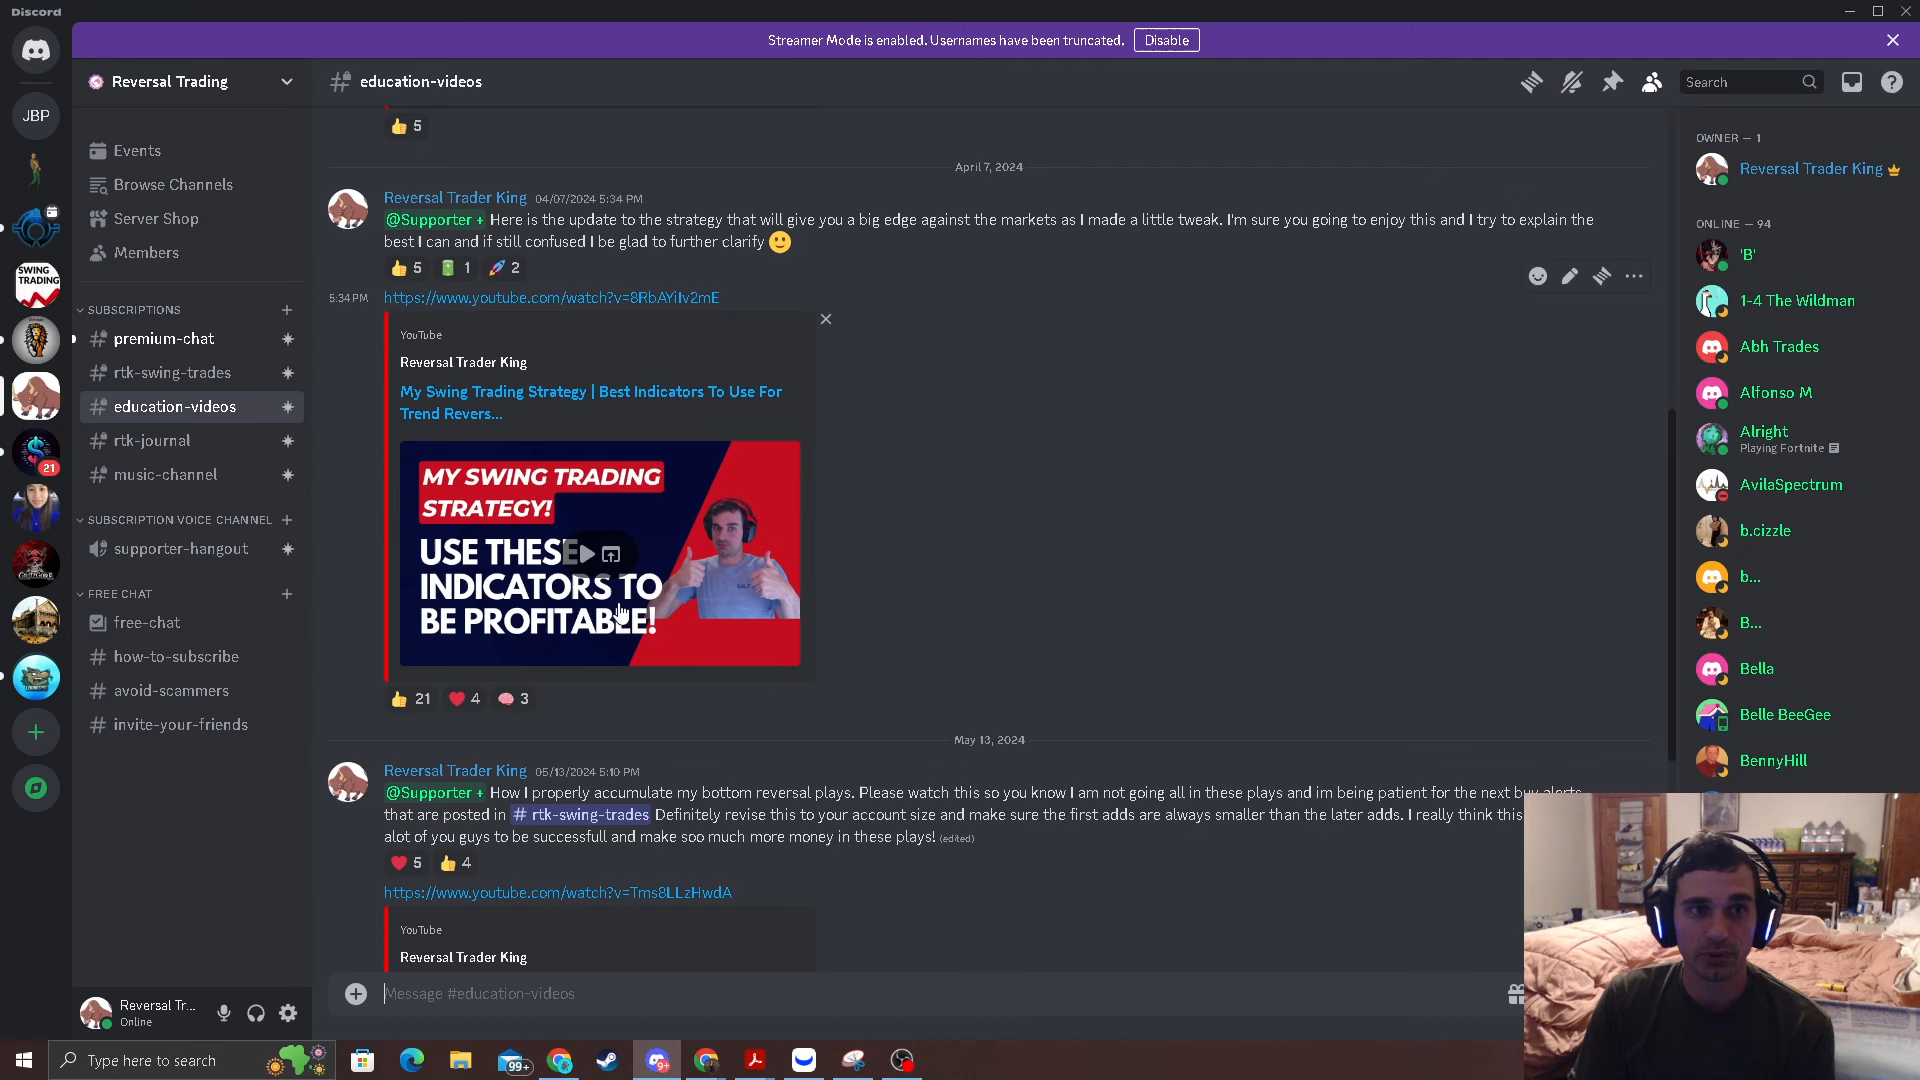 Discord
Streamer Mode is enabled. Usernames have been truncated.
Disable
JBP
SWING
TRADING
21
Reversal Trading
Events
Browse Channels
Server Shop
Members
SUBSCRIPTIONS
premium-chat
rtk-swing-trades
education-videos
rtk-journal
music-channel
SUBSCRIPTION VOICE CHANNEL
supporter-hangout
FREE CHAT
free-chat
how-to-subscribe
avoid-scammers
invite-your-friends
Reversal Tr...
Online
education-videos
Search
5
April 7, 2024
Reversal Trader King 04/07/2024 5:34 PM
@Supporter + Here is the update to the strategy that will give you a big edge against the markets as I made a little tweak. I'm sure you going to enjoy this and I try to explain the
best I can and if still confused I be glad to further clarify
5 1 2
5:34 PM https://www.youtube.com/watch?v=8RbAYiIv2mE
YouTube
Reversal Trader King
My Swing Trading Strategy | Best Indicators To Use For
Trend Revers...
MY SWING TRADING
STRATEGY!
USE THESE
INDICATORS TO
BE PROFITABLE!
21 4 3
May 13, 2024
Reversal Trader King 05/13/2024 5:10 PM
@Supporter + How I properly accumulate my bottom reversal plays. Please watch this so you know I am not going all in these plays and im being patient for the next buy alerts
that are posted in # rtk-swing-trades Definitely revise this to your account size and make sure the first adds are always smaller than the later adds. I really think this
alot of you guys to be successfull and make soo much more money in these plays! (edited)
5 4
https://www.youtube.com/watch?v=Tms8LLzHwdA
YouTube
Reversal Trader King
Message #education-videos
OWNER — 1
Reversal Trader King
ONLINE — 94
'B'
1-4 The Wildman
Abh Trades
Alfonso M
Alright
Playing Fortnite
AvilaSpectrum
b.cizzle
b...
B...
Bella
Belle BeeGee
BennyHill
Type here to search
99+
9+